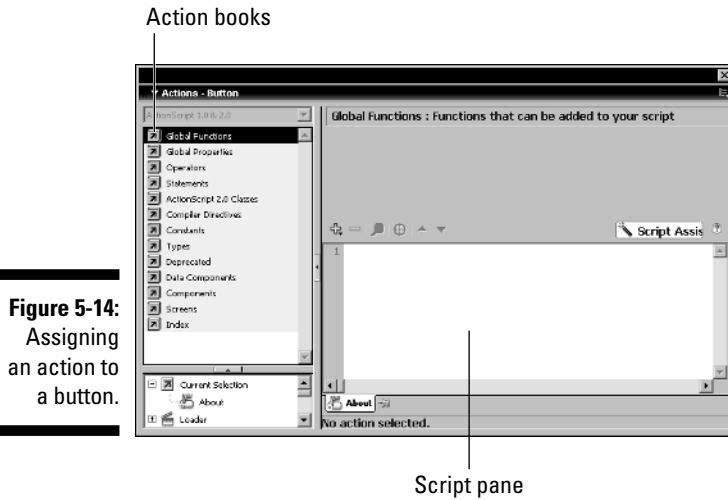 Action books
Actions - Button
ActionScript 1.0 & 2.0
Global Functions
Global Properties
Operators
Statements
ActionScript 2.0 Classes
Compiler Directives
Constants
Types
Deprecated
Data Components
Components
Screens
Index
Current Selection
About
Loader
Global Functions : Functions that can be added to your script
Script Assis
1
About
No action selected.
Figure 5-14:
Assigning
an action to
a button.
Script pane